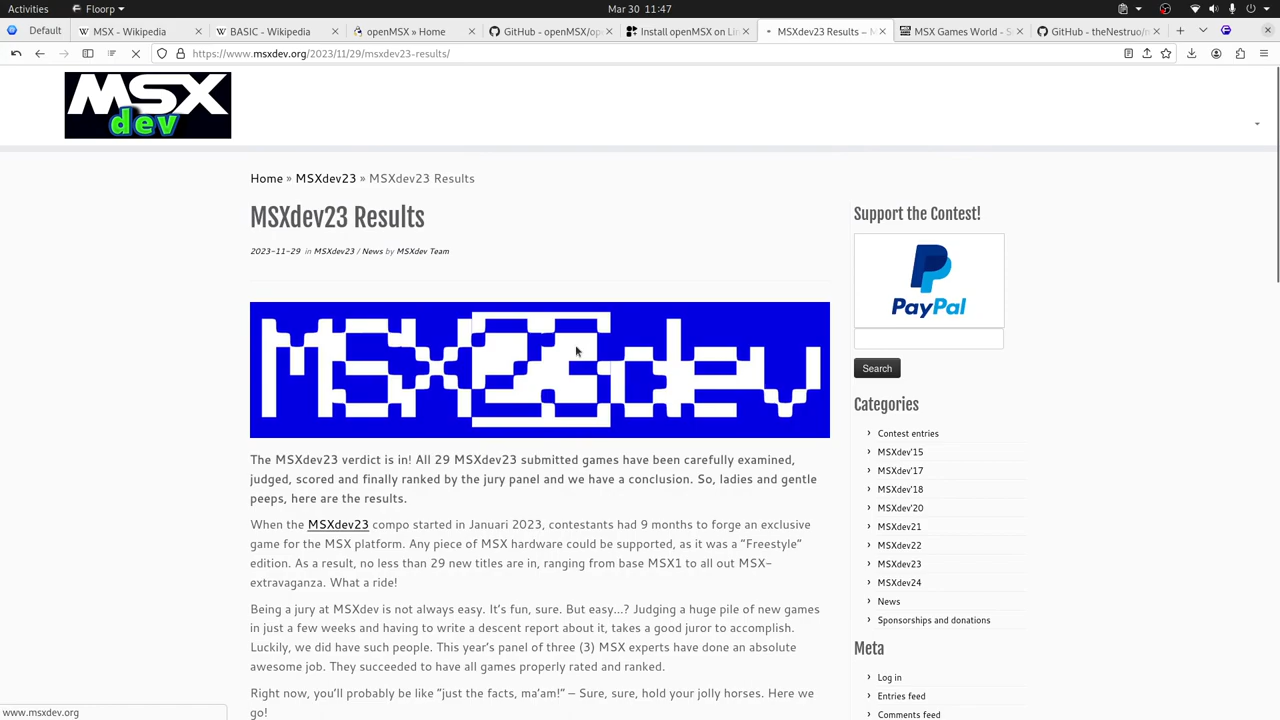 Activities
Floorp
Mar 30 11:47
Default
MSX - Wikipedia
BASIC - Wikipedia
openMSX » Home
GitHub - openMSX/op
Install openMSX on Lin
MSXdev23 Results – M
MSX Games World - S
GitHub - theNestruo/m
https://www.msxdev.org/2023/11/29/msxdev23-results/
MSX
dev
Home » MSXdev23 » MSXdev23 Results
MSXdev23 Results
2023-11-29 in MSXdev23 / News by MSXdev Team
MSX23dev
The MSXdev23 verdict is in! All 29 MSXdev23 submitted games have been carefully examined,
judged, scored and finally ranked by the jury panel and we have a conclusion. So, ladies and gentle
peeps, here are the results.
When the MSXdev23 compo started in Januari 2023, contestants had 9 months to forge an exclusive
game for the MSX platform. Any piece of MSX hardware could be supported, as it was a “Freestyle”
edition. As a result, no less than 29 new titles are in, ranging from base MSX1 to all out MSX-
extravaganza. What a ride!
Being a jury at MSXdev is not always easy. It’s fun, sure. But easy…? Judging a huge pile of new games
in just a few weeks and having to write a descent report about it, takes a good juror to accomplish.
Luckily, we did have such people. This year’s panel of three (3) MSX experts have done an absolute
awesome job. They succeeded to have all games properly rated and ranked.
Right now, you’ll probably be like “just the facts, ma’am!” – Sure, sure, hold your jolly horses. Here we
go!
Support the Contest!
PayPal
Search
Categories
Contest entries
MSXdev'15
MSXdev'17
MSXdev'18
MSXdev'20
MSXdev21
MSXdev22
MSXdev23
MSXdev24
News
Sponsorships and donations
Meta
Log in
Entries feed
Comments feed
www.msxdev.org